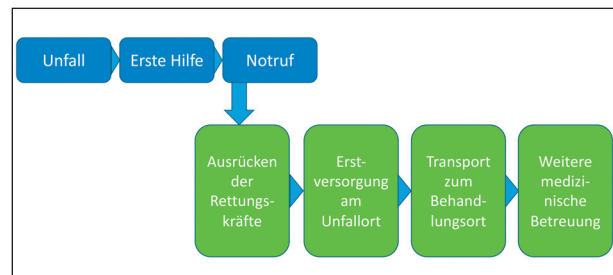 Unfall
Erste Hilfe
Notruf
Ausrücken
der
Rettungs-
kräfte
Erst-
versorgung
am
Unfallort
Transport
zum
Behand-
lungsort
Weitere
medizi-
nische
Betreuung